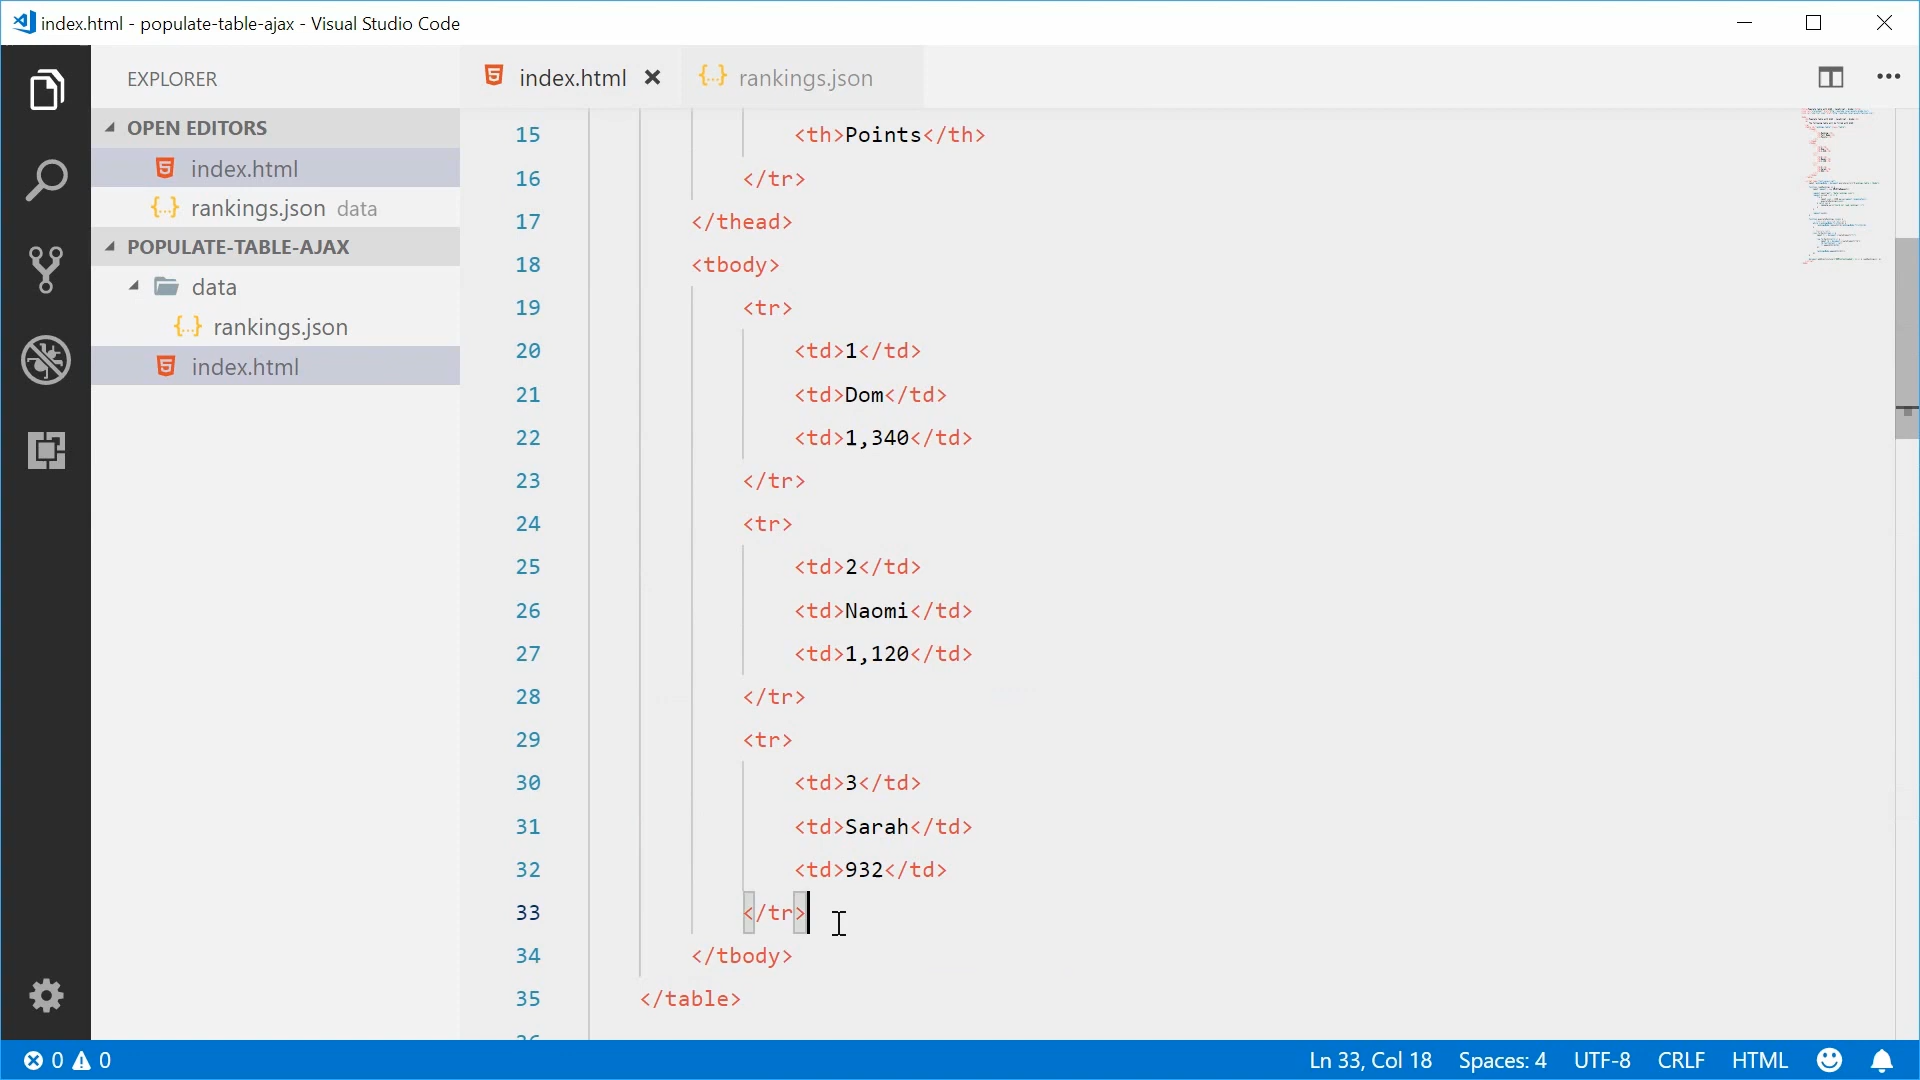 index.html - populate-table-ajax - Visual Studio Code
EXPLORER
OPEN EDITORS
index.html
rankings.json data
POPULATE-TABLE-AJAX
data
rankings.json
index.html
index.html
rankings.json
15 <th>Points</th>
16 </tr>
17 </thead>
18 <tbody>
19 <tr>
20 <td>1</td>
21 <td>Dom</td>
22 <td>1,340</td>
23 </tr>
24 <tr>
25 <td>2</td>
26 <td>Naomi</td>
27 <td>1,120</td>
28 </tr>
29 <tr>
30 <td>3</td>
31 <td>Sarah</td>
32 <td>932</td>
33 </tr>
34 </tbody>
35 </table>
0 0 Ln 33, Col 18 Spaces: 4 UTF-8 CRLF HTML